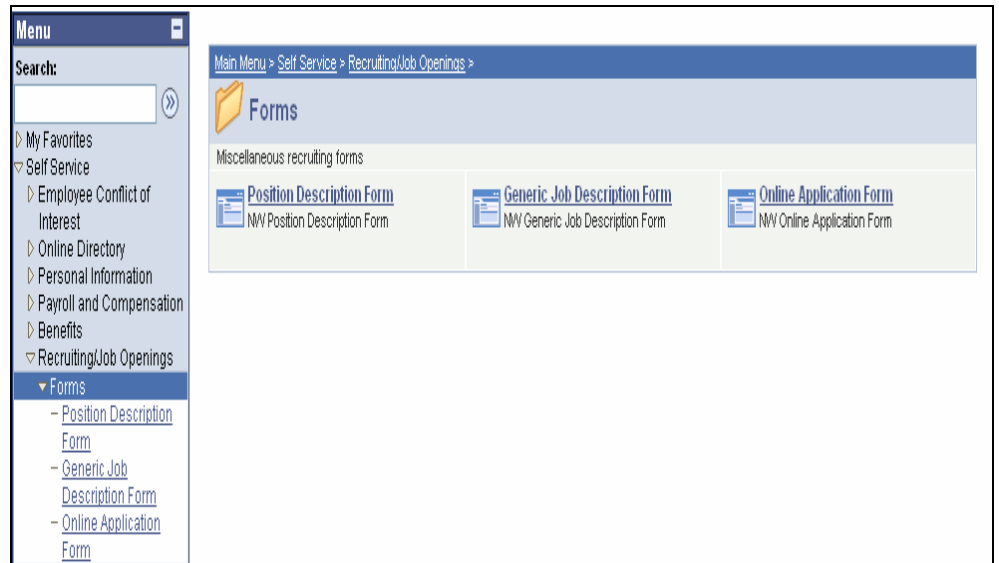 Menu
Search:
My Favorites
Self Service
Employee Conflict of
Interest
Online Directory
Personal Information
Payroll and Compensation
Benefits
Recruiting/Job Openings
Forms
- Position Description
Form
- Generic Job
Description Form
- Online Application
Form
Main Menu > Self Service > Recruiting/Job Openings >
Forms
Miscellaneous recruiting forms
Position Description Form
NW Position Description Form
Generic Job Description Form
NW Generic Job Description Form
Online Application Form
NW Online Application Form